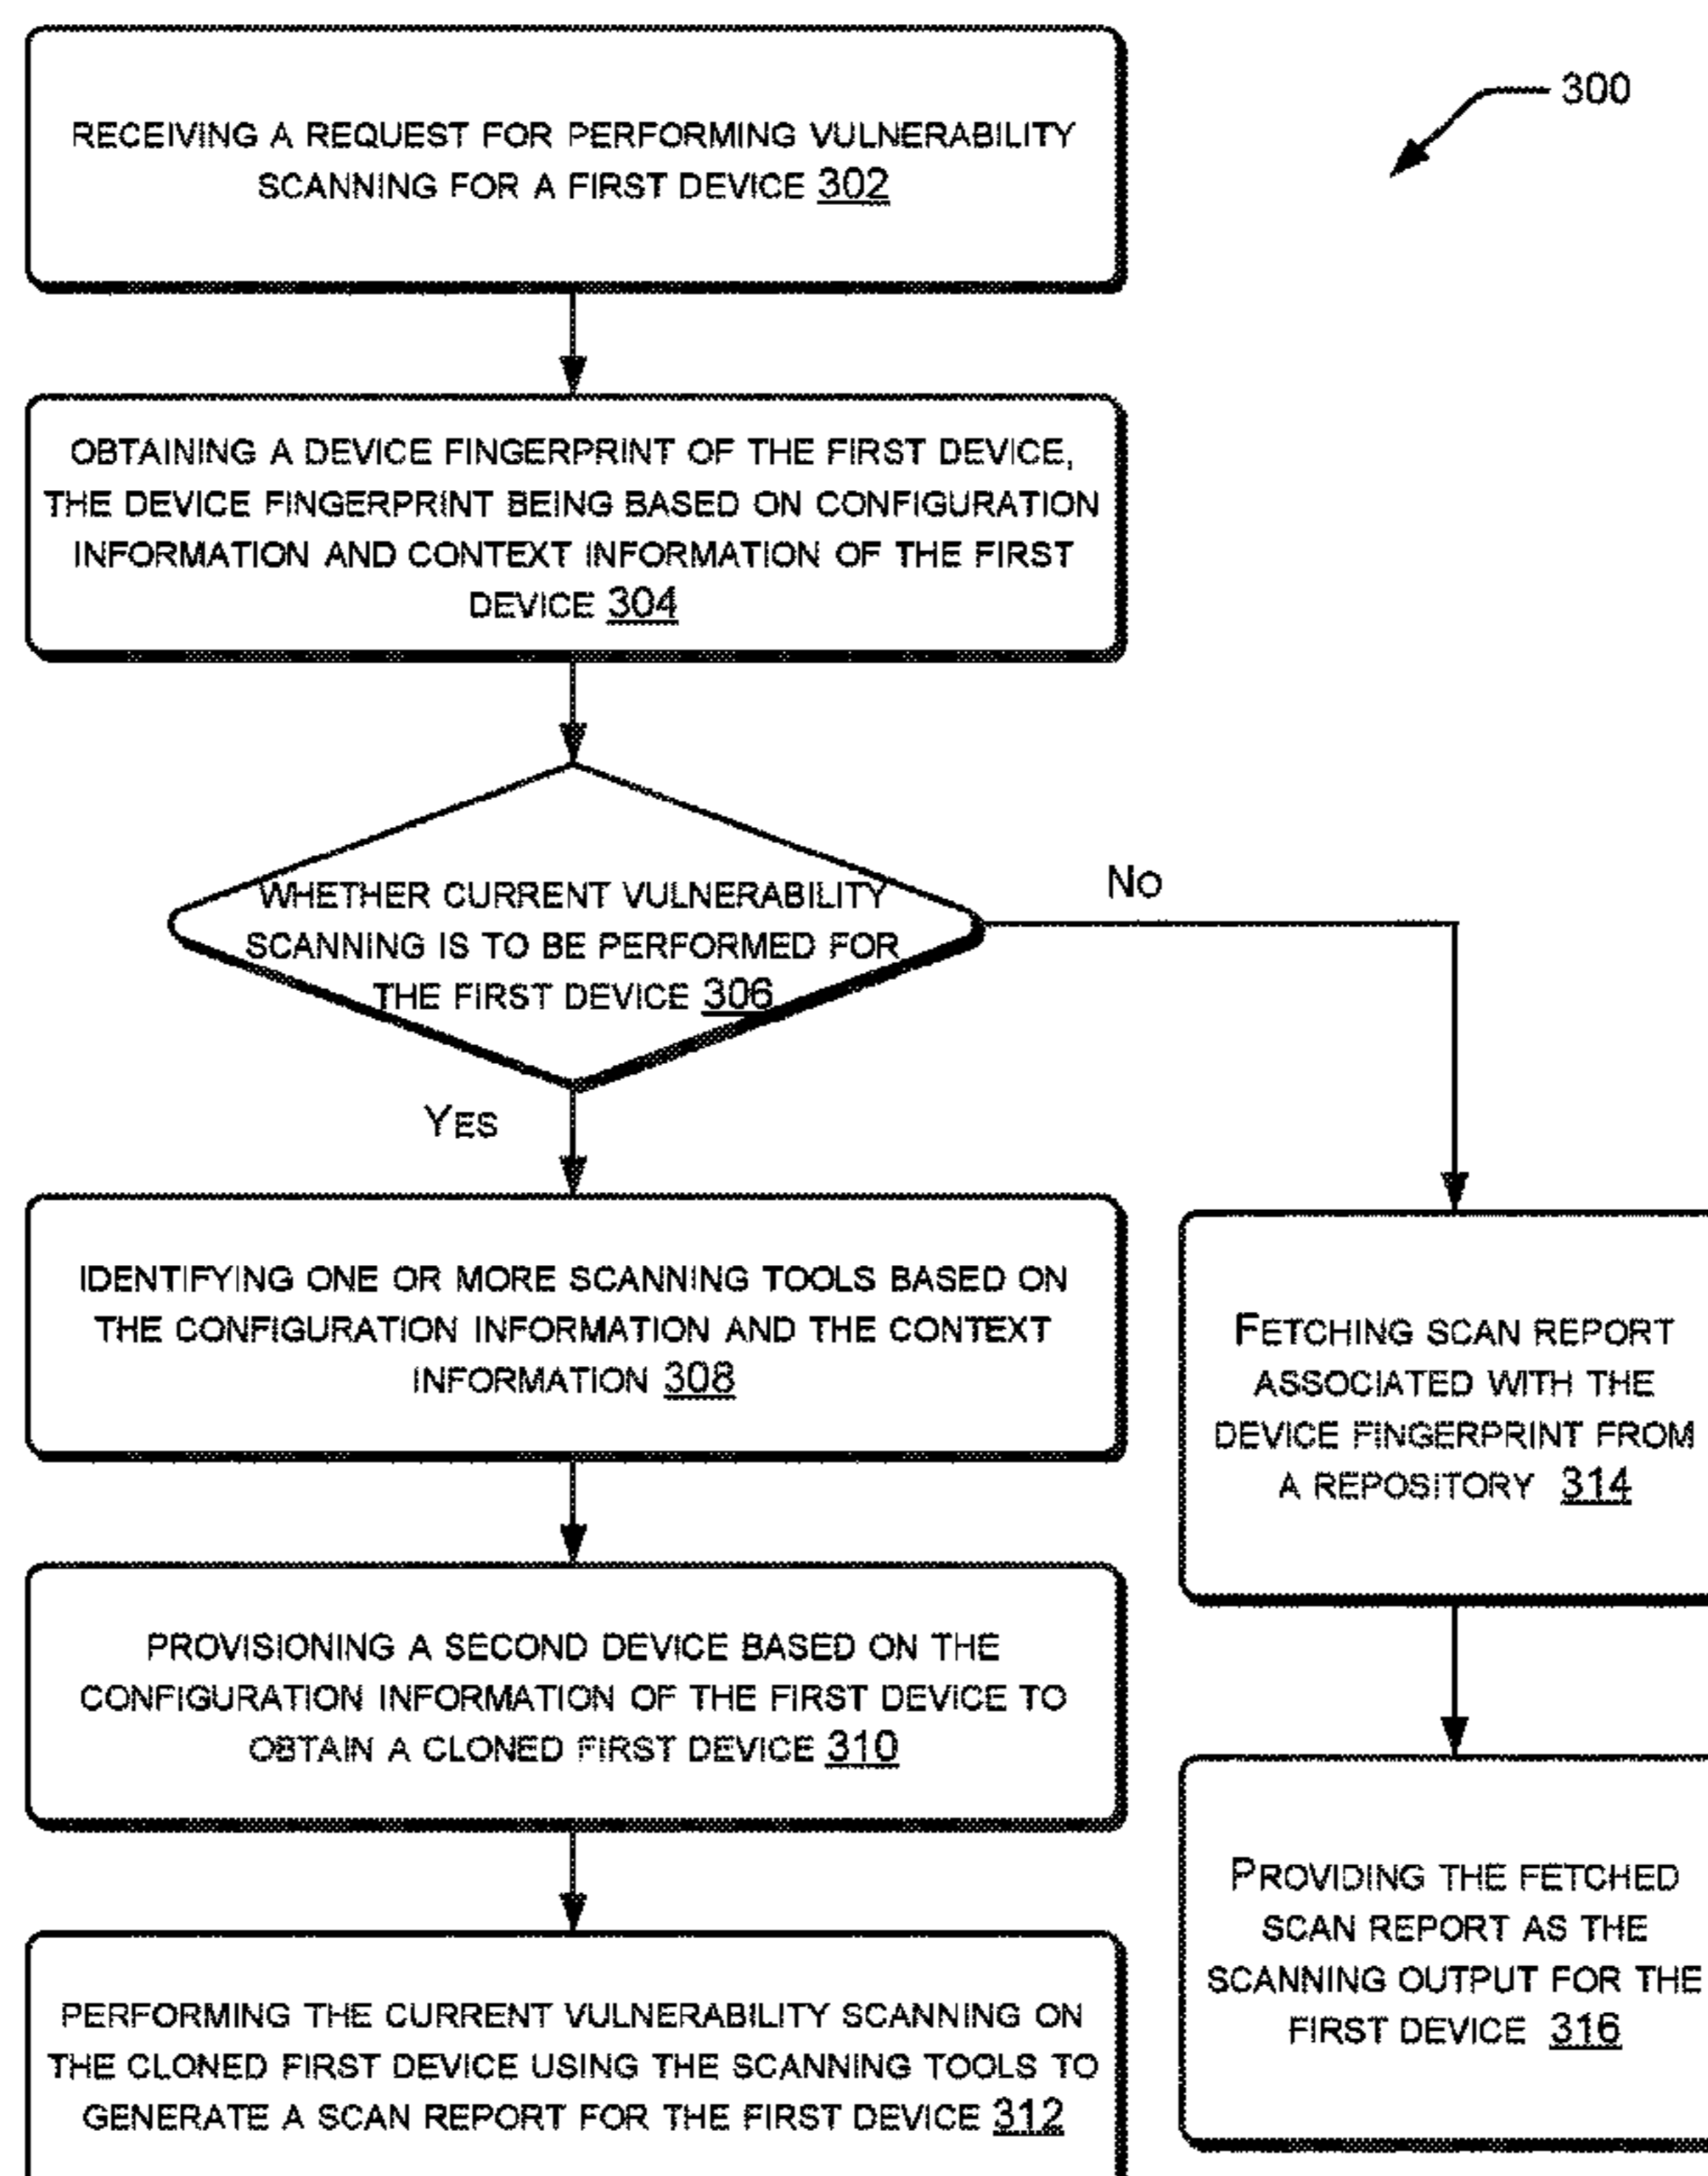 RECEIVING A REQUEST FOR PERFORMING VULNERABILITY
SCANNING FOR A FIRST DEVICE 302
300
OBTAINING A DEVICE FINGERPRINT OF THE FIRST DEVICE,
THE DEVICE FINGERPRINT BEING BASED ON CONFIGURATION
INFORMATION AND CONTEXT INFORMATION OF THE FIRST
DEVICE 304
WHETHER CURRENT VULNERABILITY
SCANNING IS TO BE PERFORMED FOR
THE FIRST DEVICE 306
NO
YES
IDENTIFYING ONE OR MORE SCANNING TOOLS BASED ON
THE CONFIGURATION INFORMATION AND THE CONTEXT
INFORMATION 308
PROVISIONING A SECOND DEVICE BASED ON THE
CONFIGURATION INFORMATION OF THE FIRST DEVICE TO
OBTAIN A CLONED FIRST DEVICE 310
PERFORMING THE CURRENT VULNERABILITY SCANNING ON
THE CLONED FIRST DEVICE USING THE SCANNING TOOLS TO
GENERATE A SCAN REPORT FOR THE FIRST DEVICE 312
FETCHING SCAN REPORT
ASSOCIATED WITH THE
DEVICE FINGERPRINT FROM
A REPOSITORY 314
PROVIDING THE FETCHED
SCAN REPORT AS THE
SCANNING OUTPUT FOR THE
FIRST DEVICE 316